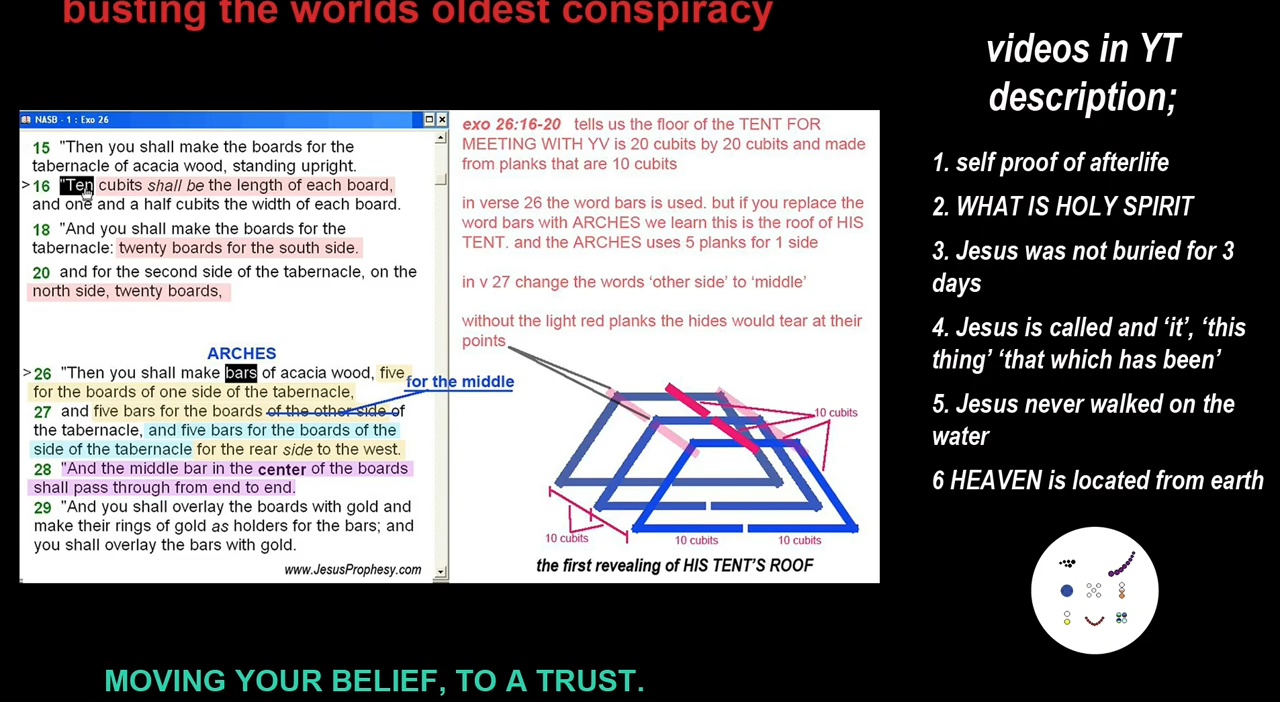 busting the worlds oldest conspiracy
NASB - 1 : Exo 26
15 "Then you shall make the boards for the
tabernacle of acacia wood, standing upright.
>16 "Ten cubits shall be the length of each board,
and one and a half cubits the width of each board.
18 "And you shall make the boards for the
tabernacle: twenty boards for the south side.
20 and for the second side of the tabernacle, on the
north side, twenty boards,
ARCHES
>26 "Then you shall make bars of acacia wood, five
for the boards of one side of the tabernacle,
for the middle
27 and five bars for the boards of the other side of
the tabernacle, and five bars for the boards of the
side of the tabernacle for the rear side to the west.
28 "And the middle bar in the center of the boards
shall pass through from end to end.
29 "And you shall overlay the boards with gold and
make their rings of gold as holders for the bars; and
you shall overlay the bars with gold.
www.JesusProphesy.com
exo 26:16-20 tells us the floor of the TENT FOR
MEETING WITH YV is 20 cubits by 20 cubits and made
from planks that are 10 cubits
in verse 26 the word bars is used. but if you replace the
word bars with ARCHES we learn this is the roof of HIS
TENT. and the ARCHES uses 5 planks for 1 side
in v 27 change the words ‘other side’ to ‘middle’
without the light red planks the hides would tear at their
points
10 cubits
10 cubits
10 cubits
10 cubits
the first revealing of HIS TENT'S ROOF
videos in YT
description;
1. self proof of afterlife
2. WHAT IS HOLY SPIRIT
3. Jesus was not buried for 3
days
4. Jesus is called and ‘it’, ‘this
thing’ ‘that which has been’
5. Jesus never walked on the
water
6 HEAVEN is located from earth
MOVING YOUR BELIEF, TO A TRUST.